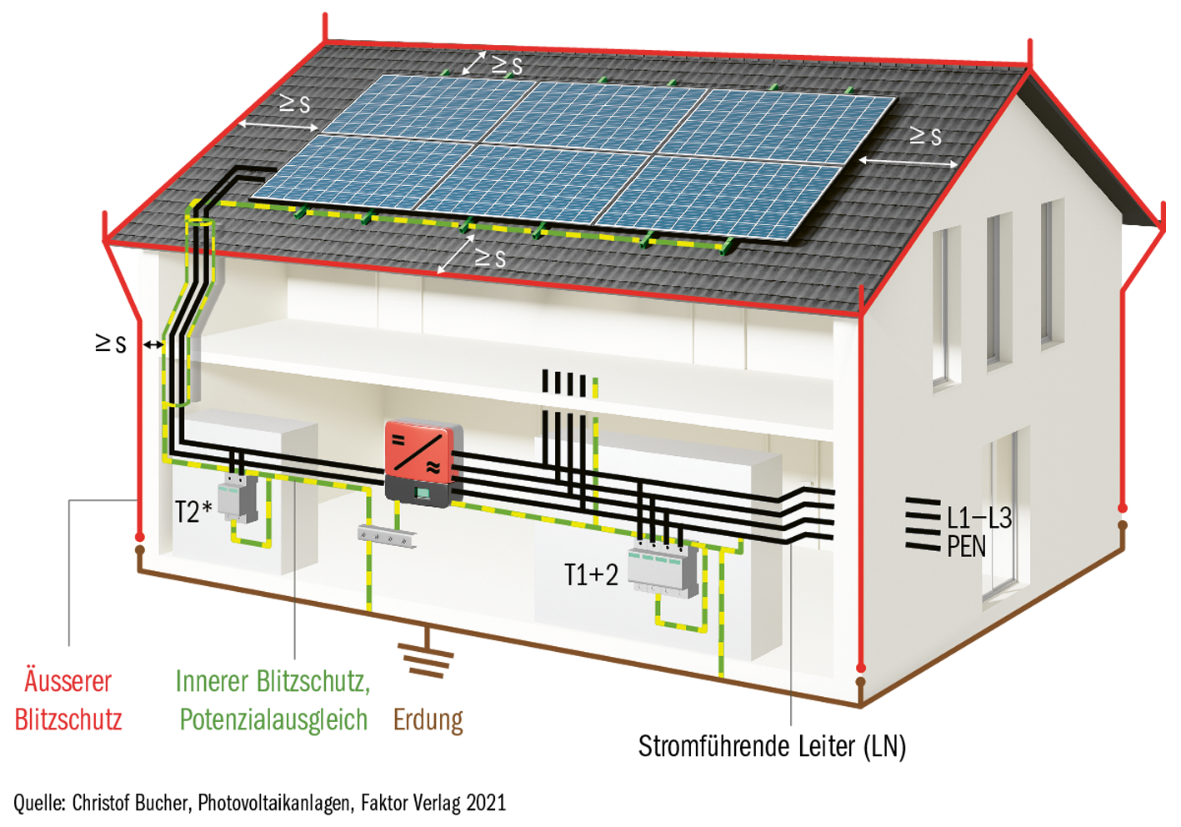 ≥ s
≥ s
≥ s
≥ s
≥ s
T2*
L1–L3
PEN
T1+2
Äusserer
Blitzschutz
Innerer Blitzschutz,
Potenzialausgleich
Erdung
Stromführende Leiter (LN)
Quelle: Christof Bucher, Photovoltaikanlagen, Faktor Verlag 2021